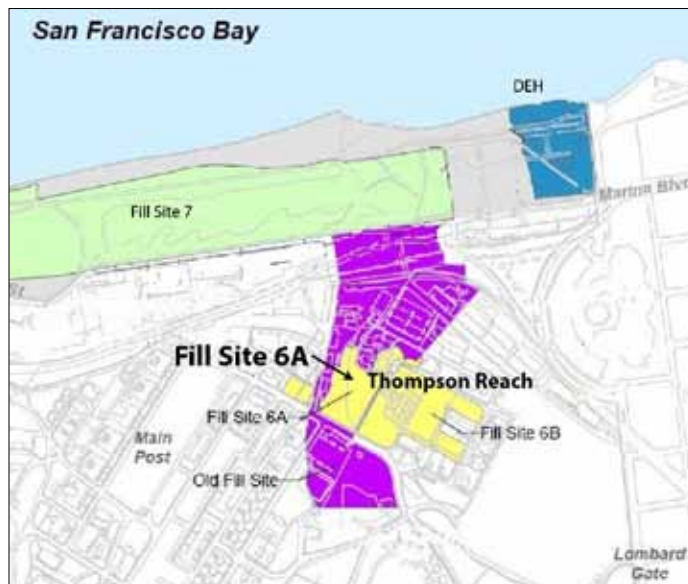 San Francisco Bay
DEH
Marina Blvd
Fill Site 7
St
Fill Site 6A
Thompson Reach
Fill Site 6A
Fill Site 6B
Main
Post
Old Fill Site
Lombard
Gate